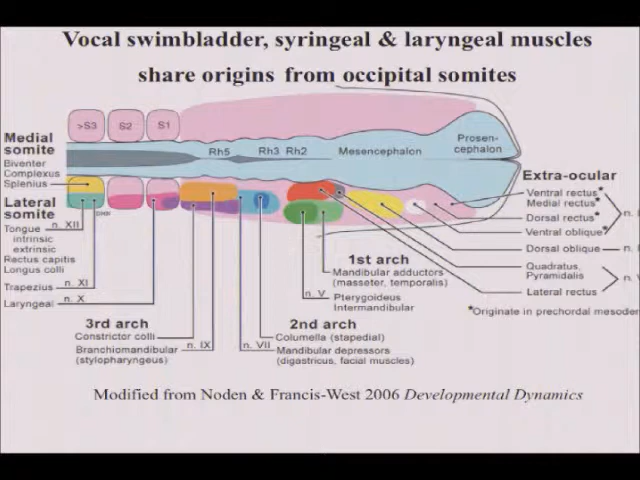 Vocal swimbladder, syringeal & laryngeal muscles
share origins from occipital somites
>S3 S2 S1
Rh5 Rh3 Rh2 Mesencephalon Prosen-
cephalon
Medial
somite
Biventer
Complexus
Splenius
Lateral
somite
n. XII
Tongue
intrinsic
extrinsic
Rectus capitis
Longus colli
n. XI
Trapezius
n. X
Laryngeal
3rd arch
Constrictor colli
n. IX
Branchiomandibular
(stylopharyngeus)
2nd arch
Columella (stapedial)
n. VII
Mandibular depressors
(digastricus, facial muscles)
1st arch
Mandibular adductors
(masseter, temporalis)
n. V
Pterygoideus
Intermandibular
Extra-ocular
Ventral rectus*
Medial rectus*
Dorsal rectus*
Ventral oblique*
Dorsal oblique
Quadratus,
Pyramidalis
Lateral rectus
*Originate in prechordal mesoder
Modified from Noden & Francis-West 2006 Developmental Dynamics